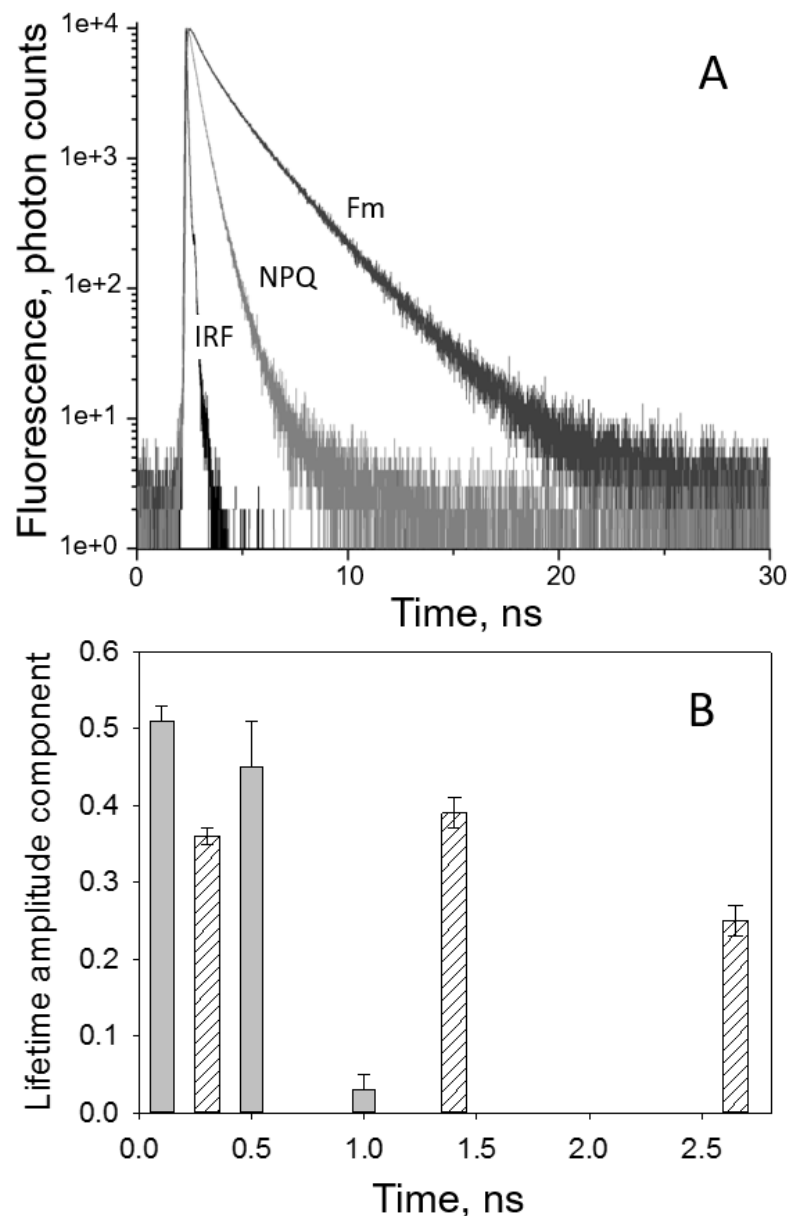 A
Fluorescence, photon counts
1e+4
1e+3
1e+2
1e+1
1e+0
Fm
NPQ
IRF
0 10 20 30
Time, ns
B
Lifetime amplitude component
0.6
0.5
0.4
0.3
0.2
0.1
0.0
0.0 0.5 1.0 1.5 2.0 2.5
Time, ns